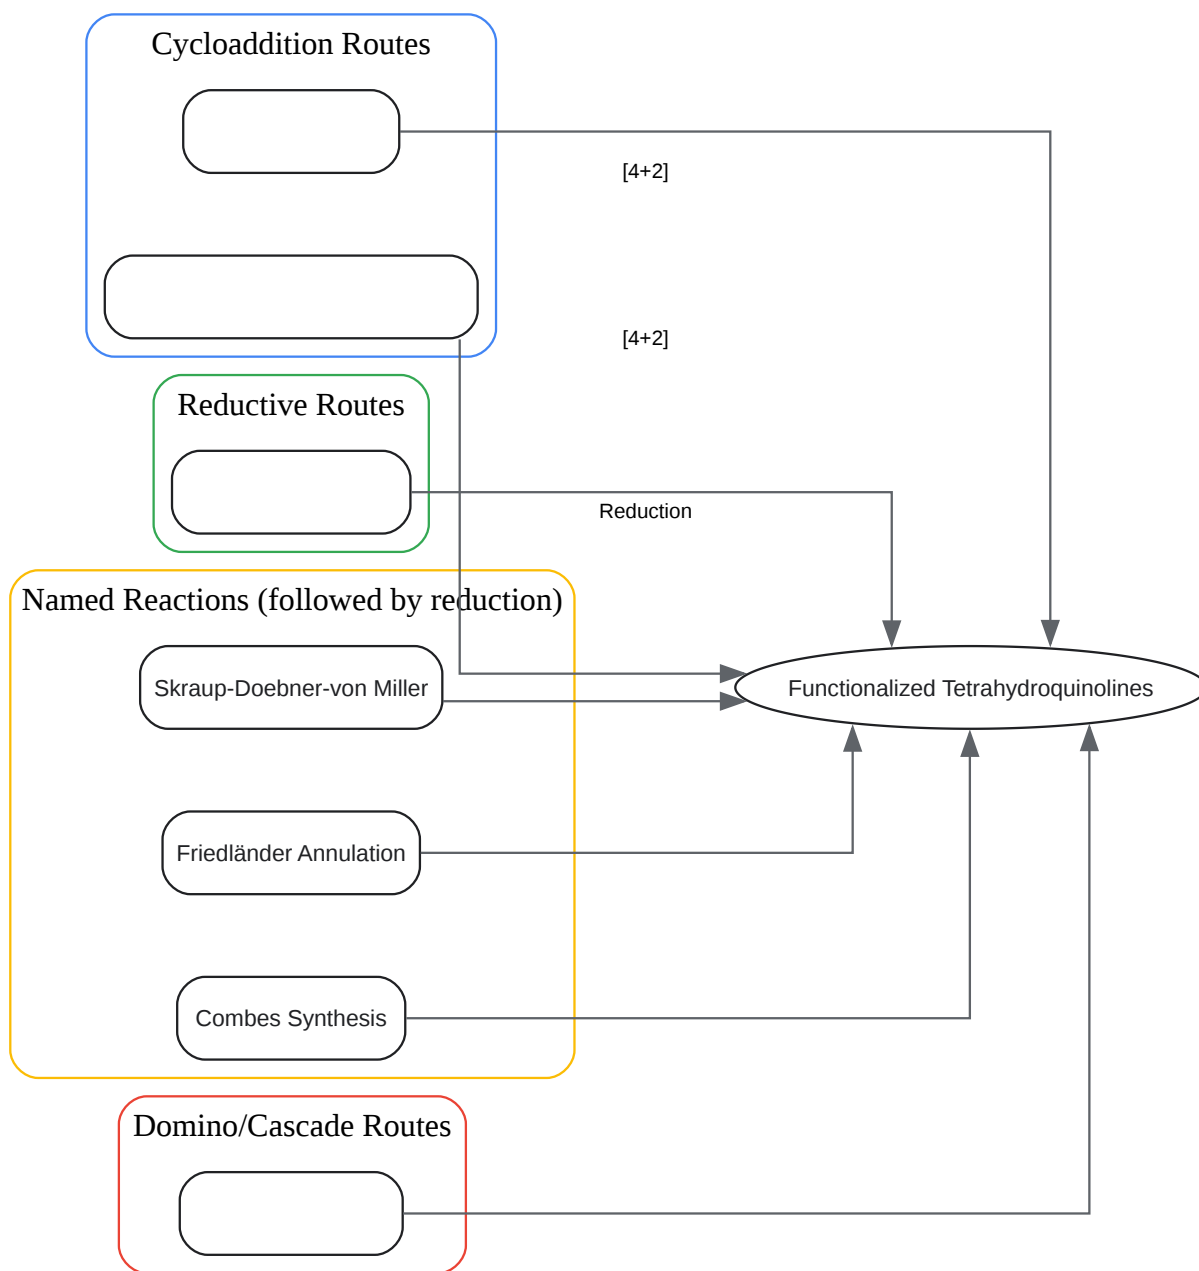 Cycloaddition Routes
[4+2]
[4+2]
Reductive Routes
Reduction
Named Reactions (followed by reduction)
Skraup-Doebner-von Miller
Functionalized Tetrahydroquinolines
Friedländer Annulation
Combes Synthesis
Domino/Cascade Routes